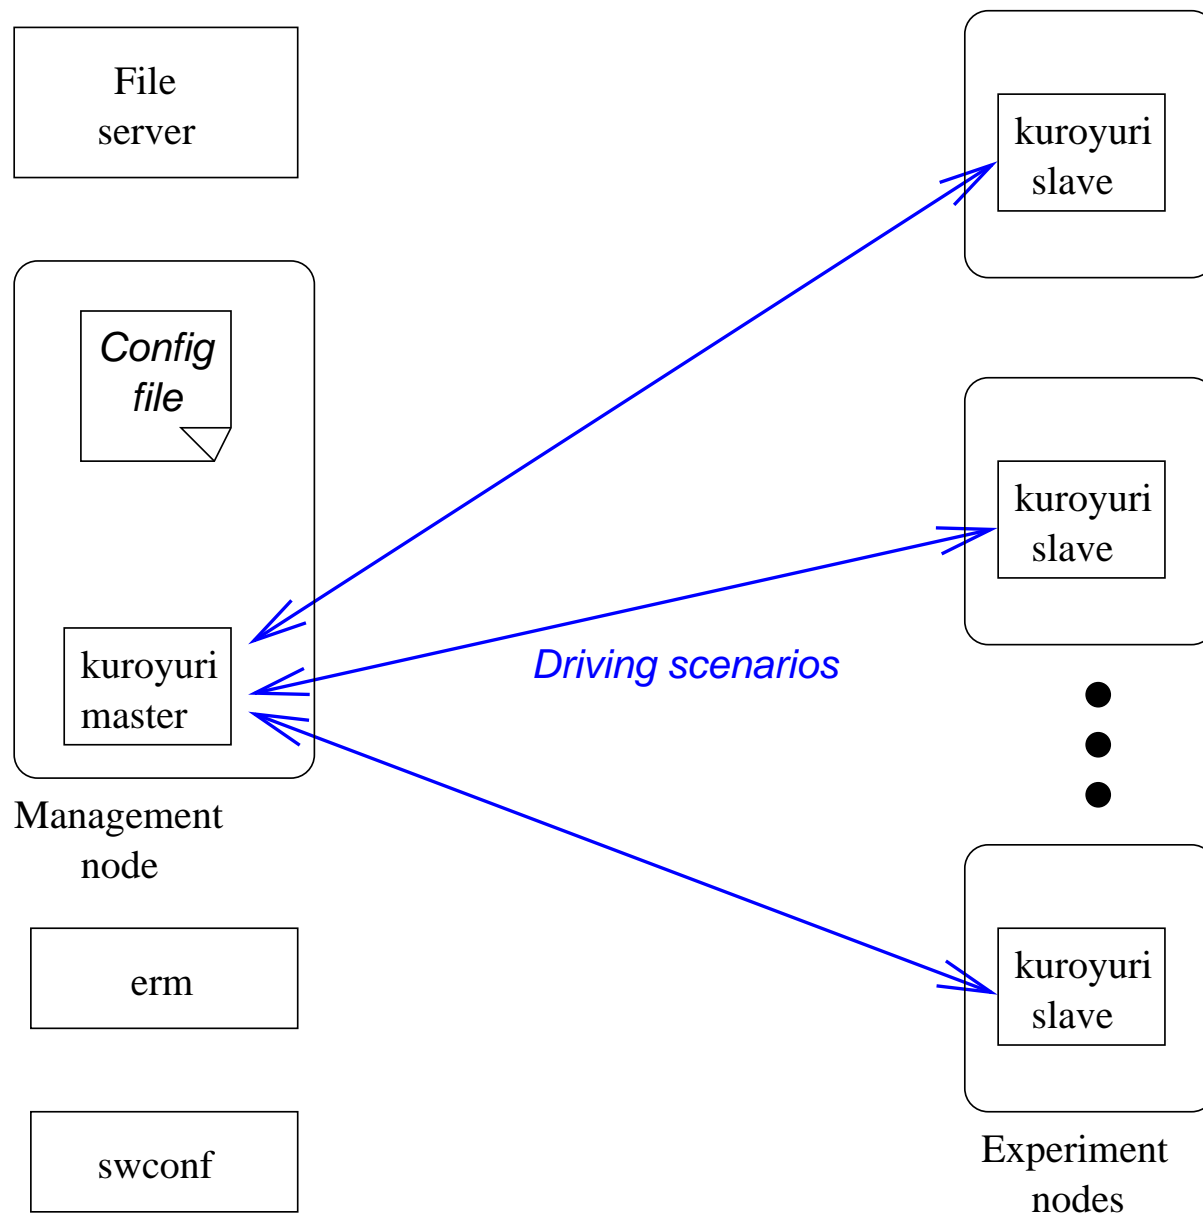 File
server
Config
file
kuroyuri
master
Management
node
erm
swconf
Driving scenarios
kuroyuri
slave
kuroyuri
slave
kuroyuri
slave
Experiment
nodes